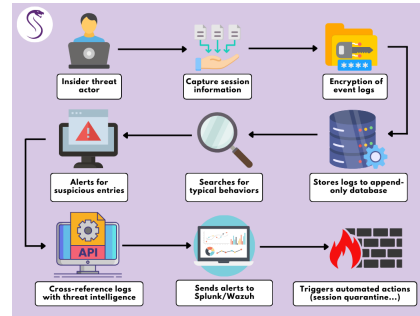 Insider threat
actor
Capture session
information
****
Encryption of
event logs
Alerts for
suspicious entries
Searches for
typical behaviors
Stores logs to append-
only database
API
Cross-reference logs
with threat intelligence
Sends alerts to
Splunk/Wazuh
Triggers automated actions
(session quarantine...)